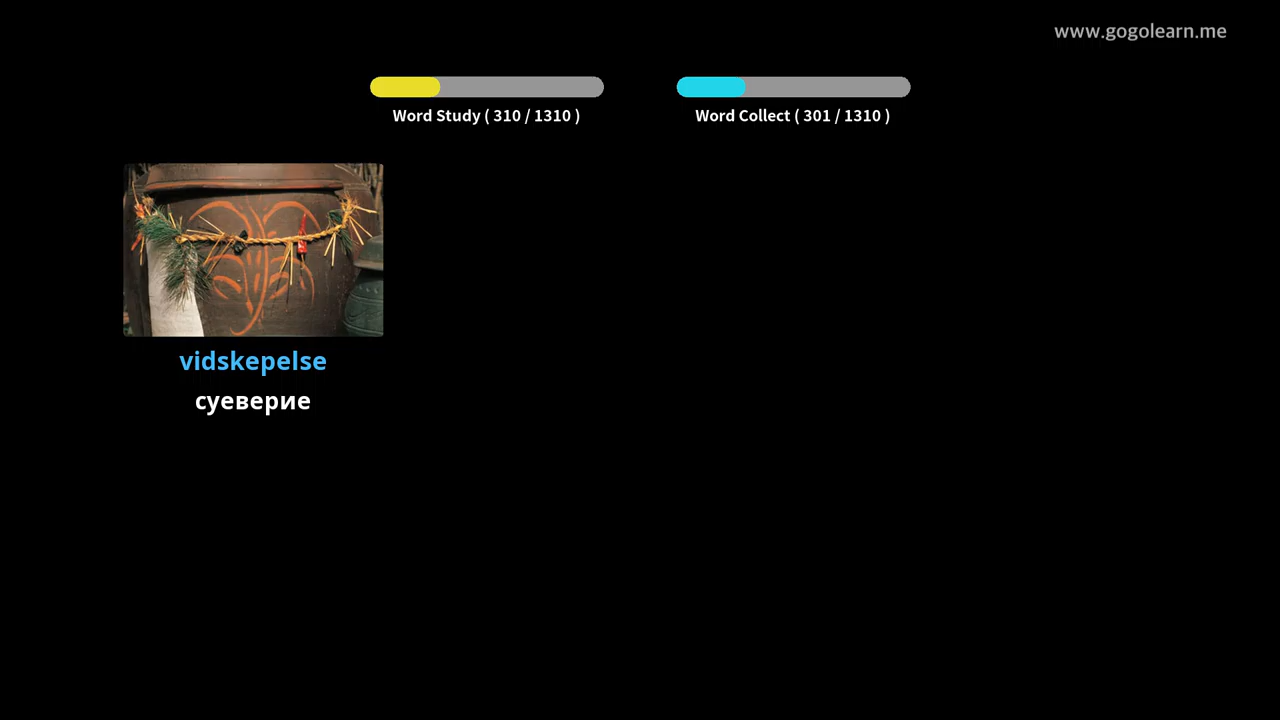 www.gogolearn.me
Word Study ( 310 / 1310 )
Word Collect ( 301 / 1310 )
vidskepelse
суеверие